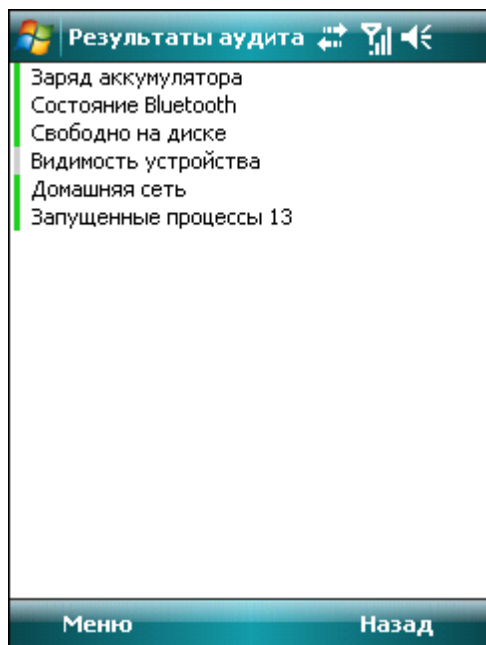 Результаты аудита
Заряд аккумулятора
Состояние Bluetooth
Свободно на диске
Видимость устройства
Домашняя сеть
Запущенные процессы 13
Меню Назад